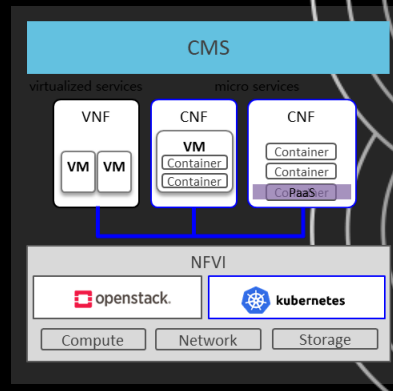 CMS
virtualized services micro services
VNF CNF CNF
VM VM
VM
Container
Container
Container
Container
PaaS
NFVI
openstack. kubernetes
Compute Network Storage